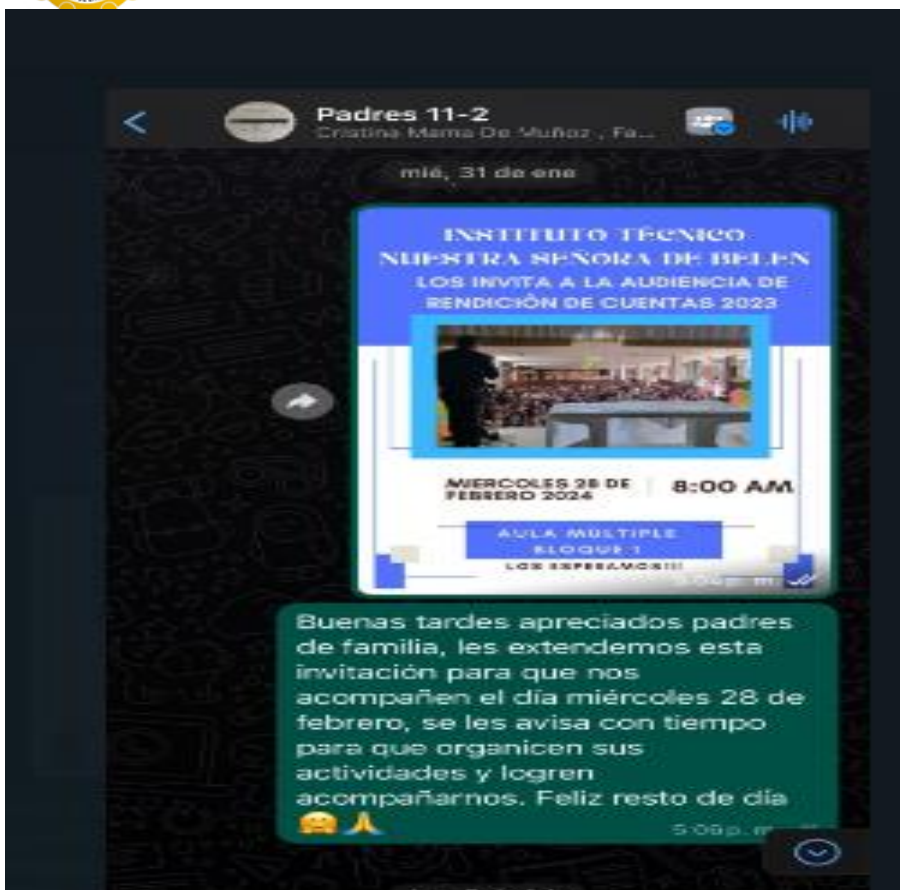 Padres 11-2
Cristina Mama De Muñoz , Fa...
mié, 31 de ene
INSTITUTO TÉCNICO
NUESTRA SEÑORA DE BELEN
LOS INVITA A LA AUDIENCIA DE
RENDICIÓN DE CUENTAS 2023
MIERCOLES 28 DE
FEBRERO 2024
8:00 AM
AULA MULTIPLE
BLOQUE 1
LOS ESPERAMOS!!!
p. m.
Buenas tardes apreciados padres
de familia, les extendemos esta
invitación para que nos
acompañen el día miércoles 28 de
febrero, se les avisa con tiempo
para que organicen sus
actividades y logren
acompañarnos. Feliz resto de día
🤗🙏
p. m.